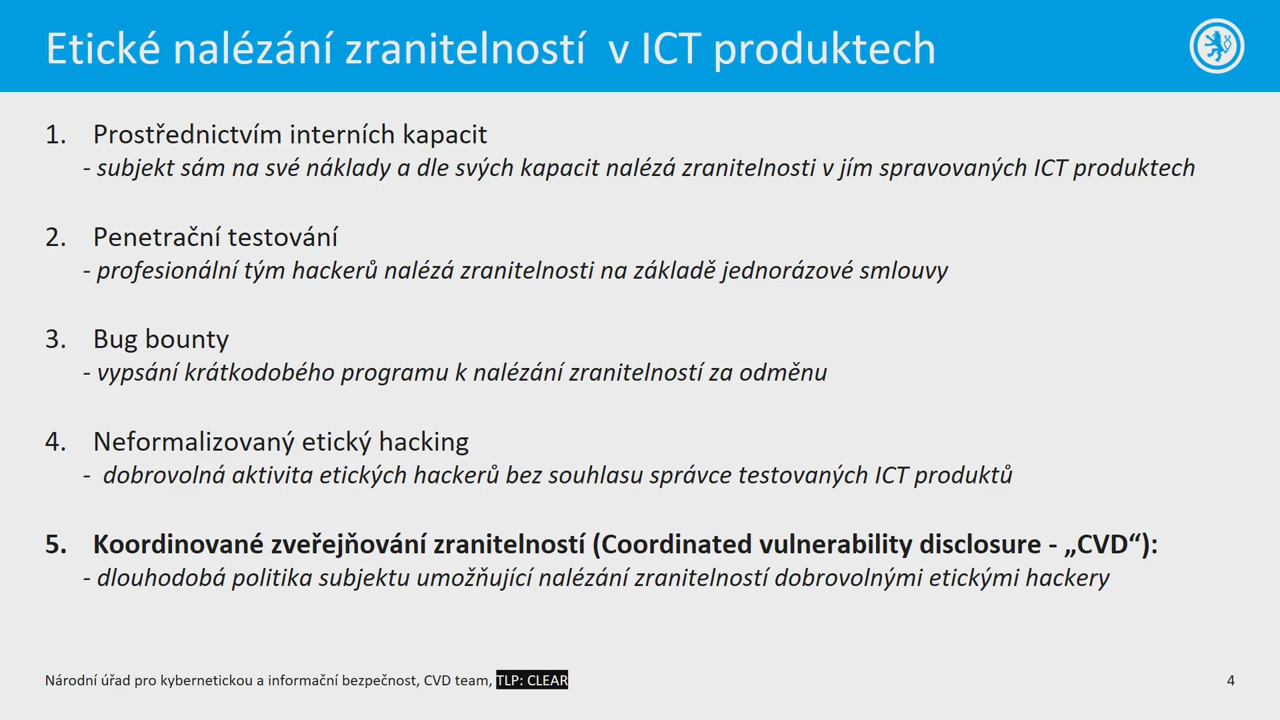 Etické nalézání zranitelností  v ICT produktech
1. Prostřednictvím interních kapacit
- subjekt sám na své náklady a dle svých kapacit nalézá zranitelnosti v jím spravovaných ICT produktech
2. Penetrační testování
- profesionální tým hackerů nalézá zranitelnosti na základě jednorázové smlouvy
3. Bug bounty
- vypsání krátkodobého programu k nalézání zranitelností za odměnu
4. Neformalizovaný etický hacking
-  dobrovolná aktivita etických hackerů bez souhlasu správce testovaných ICT produktů
5. Koordinované zveřejňování zranitelností (Coordinated vulnerability disclosure - „CVD“):
- dlouhodobá politika subjektu umožňující nalézání zranitelností dobrovolnými etickými hackery
Národní úřad pro kybernetickou a informační bezpečnost, CVD team, TLP: CLEAR
4